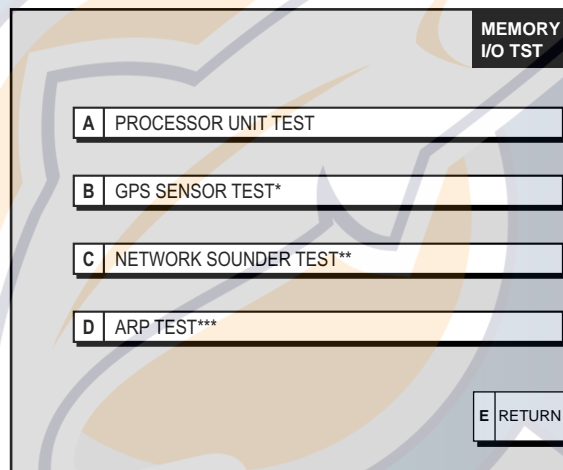 MEMORY
I/O TST
A PROCESSOR UNIT TEST
B GPS SENSOR TEST*
C NETWORK SOUNDER TEST**
D ARP TEST***
E RETURN